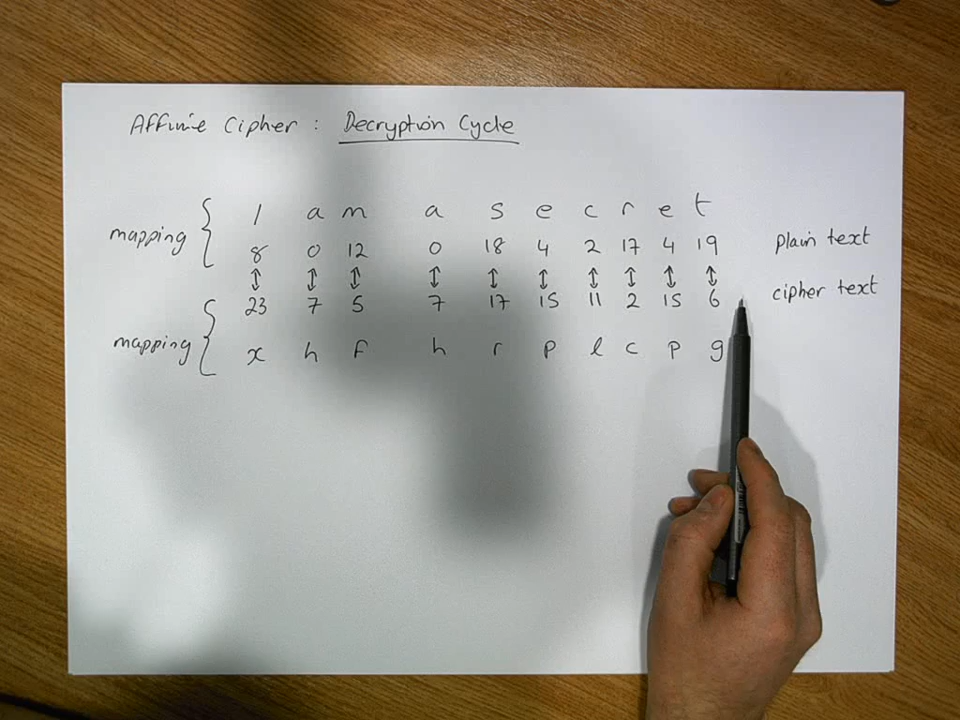 Affine Cipher : Decryption Cycle
I a m a s e c r e t
mapping { 8 0 12 0 18 4 2 17 4 19 plain text
↕ ↕ ↕ ↕ ↕ ↕ ↕ ↕ ↕ ↕
23 7 5 7 17 15 11 2 15 6 cipher text
mapping { x h f h r p l c p g